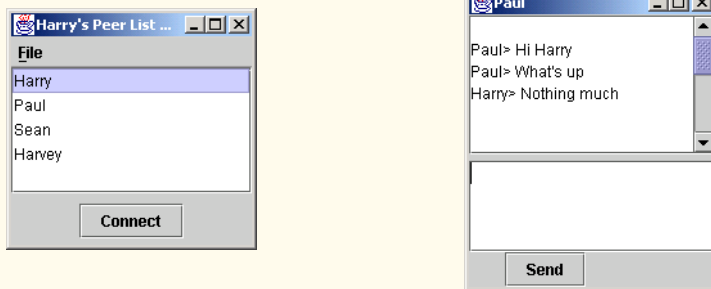 Harry's Peer List ...
File
Harry
Paul
Sean
Harvey
Connect
Paul
Paul> Hi Harry
Paul> What's up
Harry> Nothing much
Send